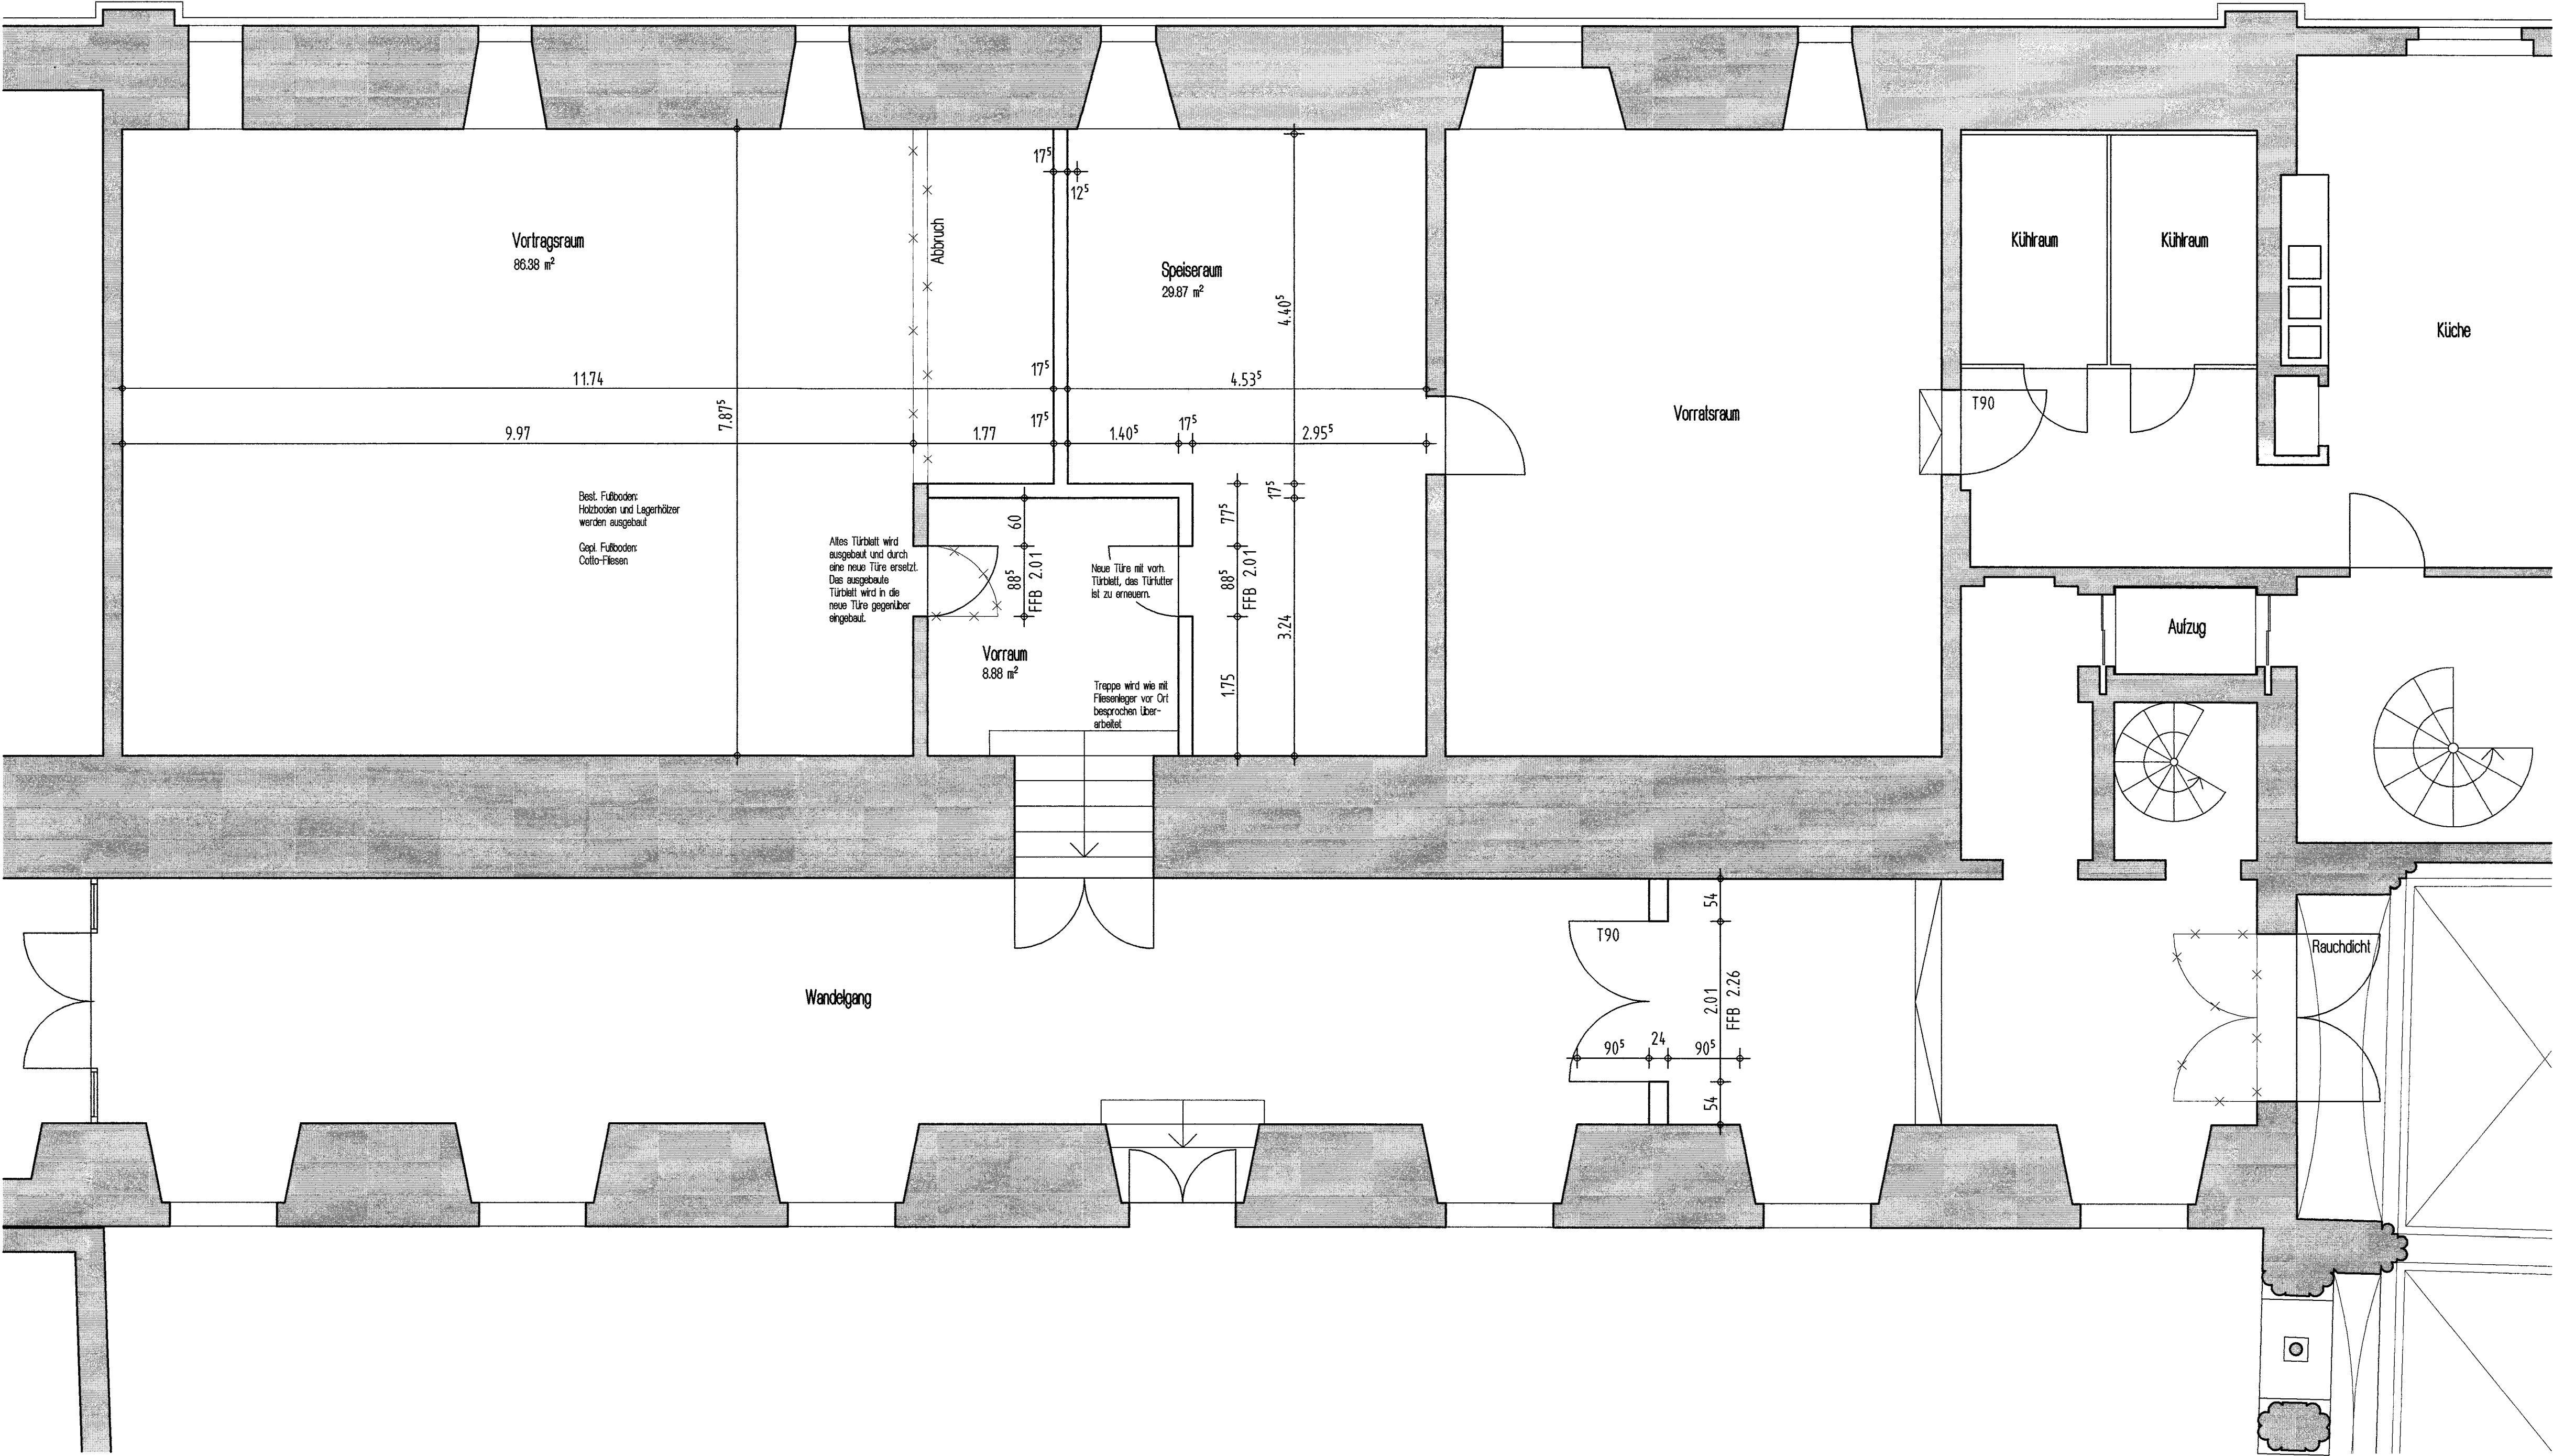 17⁵
12⁵
Abbruch
Vortragsraum
86.38 m²
Speiseraum
29.87 m²
4.40⁵
Kühlraum
Kühlraum
Küche
11.74
17⁵
4.53⁵
7.87⁵
Vorratsraum
T90
9.97
1.77
17⁵
1.40⁵
17⁵
2.95⁵
Best. Fußboden:
Holzboden und Lagerhölzer
werden ausgebaut
Gepl. Fußboden:
Cotto-Fliesen
Altes Türblatt wird
ausgebaut und durch
eine neue Türe ersetzt.
Das ausgebaute
Türblatt wird in die
neue Türe gegenüber
eingebaut.
60
88⁵
FFB 2.01
Neue Türe mit vorh.
Türblatt, das Türfutter
ist zu erneuern.
77⁵
17⁵
88⁵
FFB 2.01
3.24
1.75
Vorraum
8.88 m²
Treppe wird wie mit
Fliesenleger vor Ort
besprochen über-
arbeitet
Aufzug
54
T90
Rauchdicht
Wandelgang
2.01
FFB 2.26
90⁵
24
90⁵
54